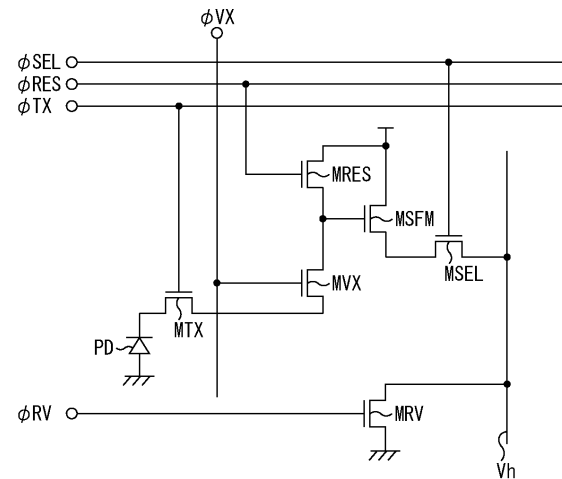 φVX
φSEL
φRES
φTX
MRES
MSFM
MSEL
MVX
MTX
PD
φRV
MRV
Vh